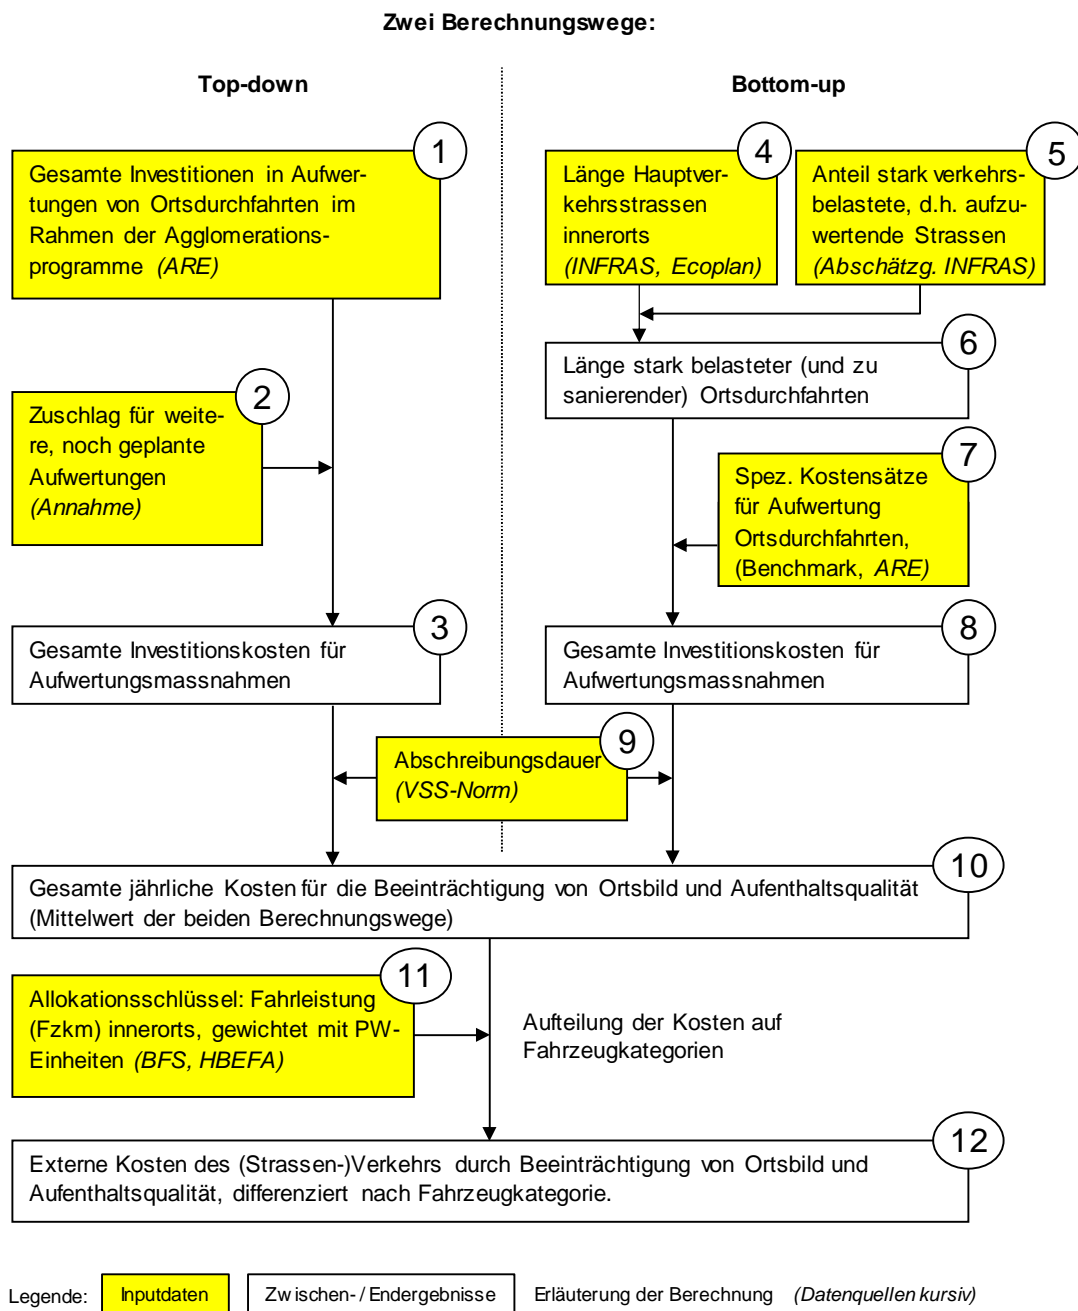 Zwei Berechnungswege:
Top-down
Bottom-up
1
Gesamte Investitionen in Aufwer-
tungen von Ortsdurchfahrten im
Rahmen der Agglomerations-
programme (ARE)
4
Länge Hauptver-
kehrsstrassen
innerorts
(INFRAS, Ecoplan)
5
Anteil stark verkehrs-
belastete, d.h. aufzu-
wertende Strassen
(Abschätzg. INFRAS)
6
Länge stark belasteter (und zu
sanierender) Ortsdurchfahrten
2
Zuschlag für weite-
re, noch geplante
Aufwertungen
(Annahme)
7
Spez. Kostensätze
für Aufwertung
Ortsdurchfahrten,
(Benchmark, ARE)
3
Gesamte Investitionskosten für
Aufwertungsmassnahmen
8
Gesamte Investitionskosten für
Aufwertungsmassnahmen
9
Abschreibungsdauer
(VSS-Norm)
10
Gesamte jährliche Kosten für die Beeinträchtigung von Ortsbild und Aufenthaltsqualität
(Mittelwert der beiden Berechnungswege)
11
Allokationsschlüssel: Fahrleistung
(Fzkm) innerorts, gewichtet mit PW-
Einheiten (BFS, HBEFA)
Aufteilung der Kosten auf
Fahrzeugkategorien
12
Externe Kosten des (Strassen-)Verkehrs durch Beeinträchtigung von Ortsbild und
Aufenthaltsqualität, differenziert nach Fahrzeugkategorie.
Legende: Inputdaten Zwischen- / Endergebnisse Erläuterung der Berechnung (Datenquellen kursiv)